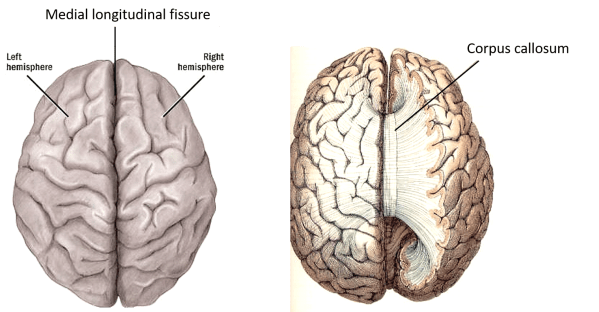 Medial longitudinal fissure
Left
hemisphere
Right
hemisphere
Corpus callosum